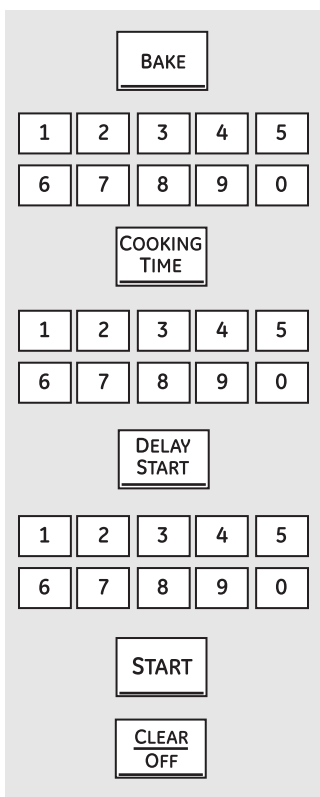 BAKE
1 2 3 4 5
6 7 8 9 0
COOKING
TIME
1 2 3 4 5
6 7 8 9 0
DELAY
START
1 2 3 4 5
6 7 8 9 0
START
CLEAR
OFF